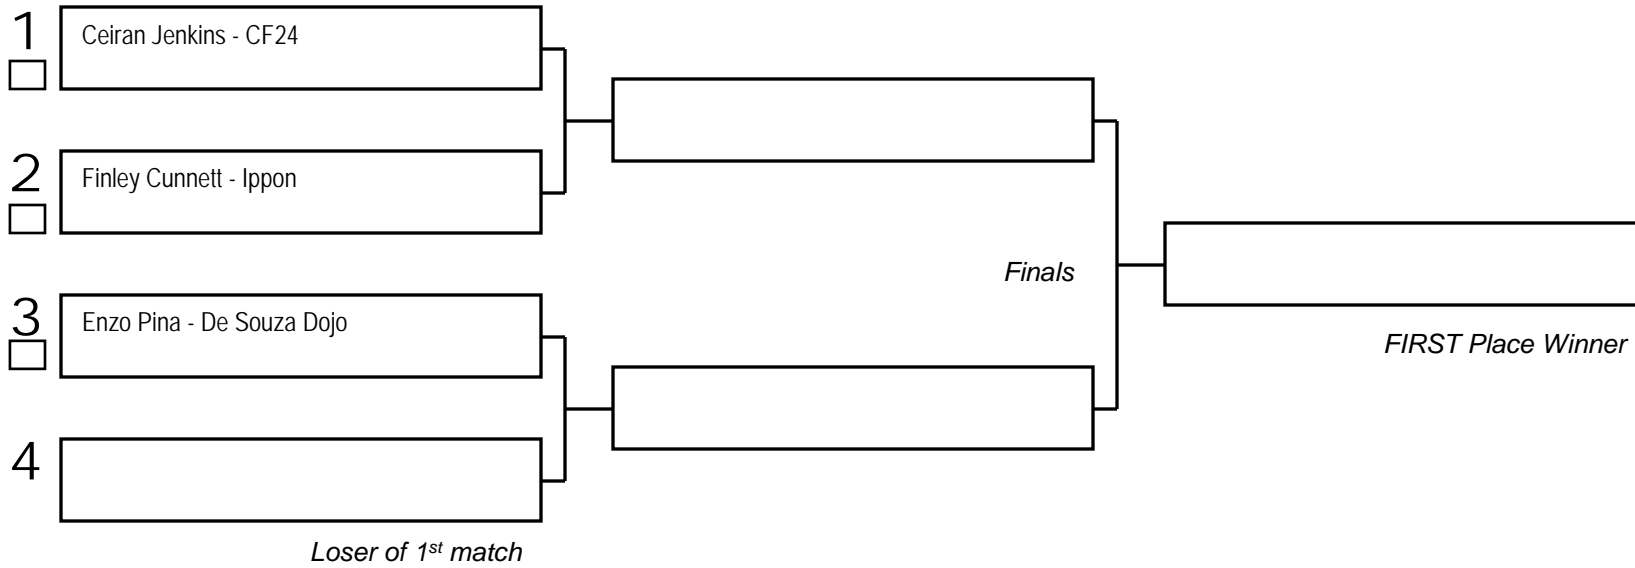 1
Ceiran Jenkins - CF24
2
Finley Cunnett - Ippon
Finals
3
Enzo Pina - De Souza Dojo
FIRST Place Winner
4
Loser of 1st match